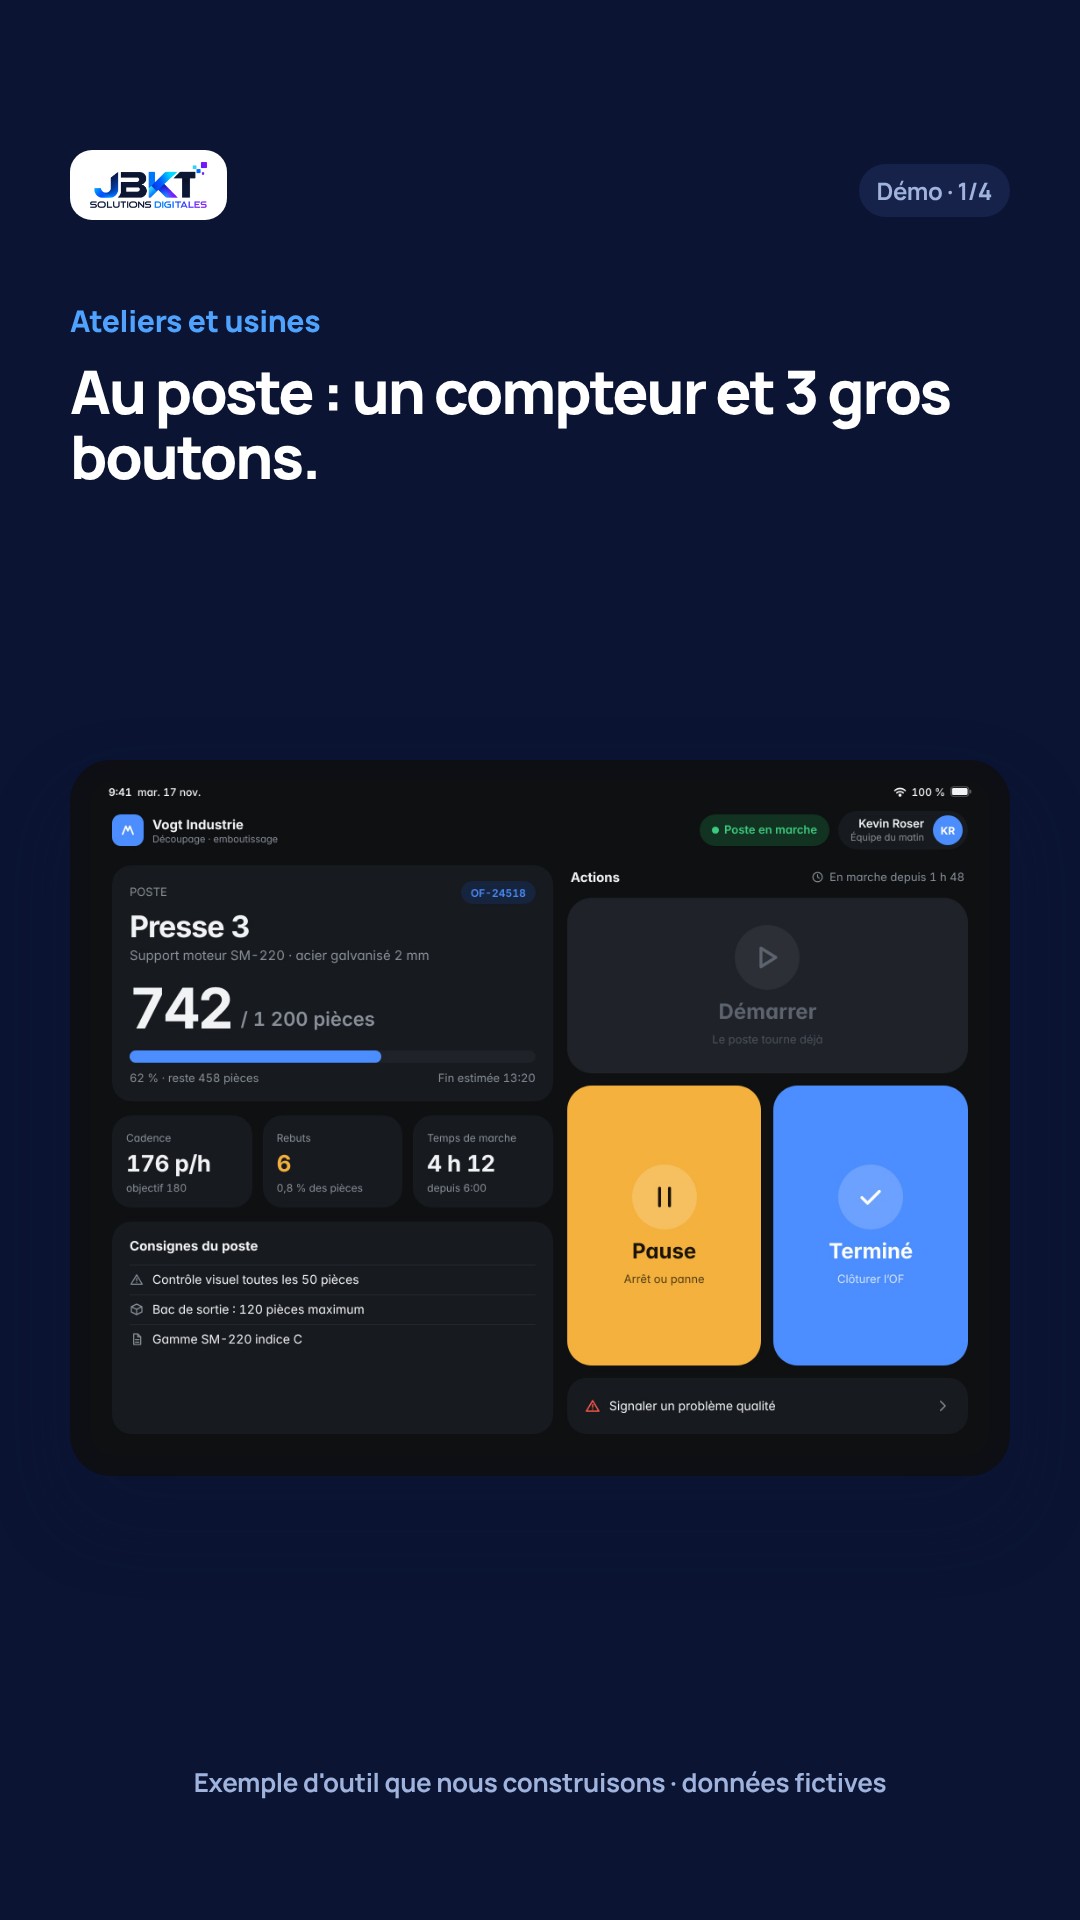 JBKT
SOLUTIONS DIGITALES
Démo · 1/4
Ateliers et usines
Au poste : un compteur et 3 gros
boutons.
9:41 mar. 17 nov.
100 %
Vogt Industrie
Découpage · emboutissage
Poste en marche
Kevin Roser
Équipe du matin
KR
POSTE
OF-24518
Presse 3
Support moteur SM-220 · acier galvanisé 2 mm
742 / 1 200 pièces
62 % · reste 458 pièces
Fin estimée 13:20
Cadence
176 p/h
objectif 180
Rebuts
6
0,8 % des pièces
Temps de marche
4 h 12
depuis 6:00
Consignes du poste
Contrôle visuel toutes les 50 pièces
Bac de sortie : 120 pièces maximum
Gamme SM-220 indice C
Actions
En marche depuis 1 h 48
Démarrer
Le poste tourne déjà
Pause
Arrêt ou panne
Terminé
Clôturer l'OF
Signaler un problème qualité
Exemple d'outil que nous construisons · données fictives